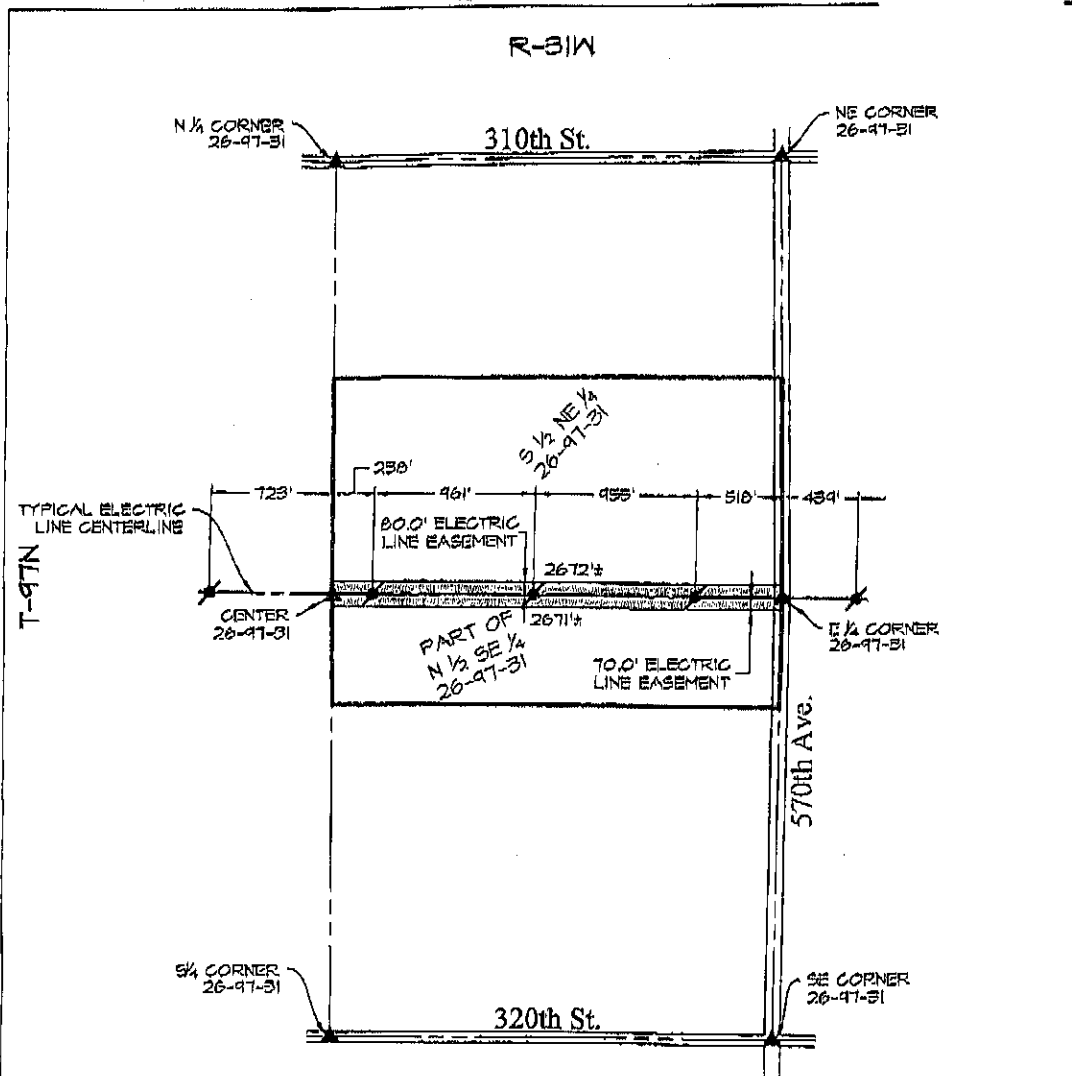 R-31W
N ¼ CORNER
26-97-31
310th St.
NE CORNER
26-97-31
S ½ NE ¼
26-97-31
723'
238'
961'
955'
518'
439'
TYPICAL ELECTRIC
LINE CENTERLINE
80.0' ELECTRIC
LINE EASEMENT
2672'±
T-97N
CENTER
26-97-31
2671'±
PART OF
N ½ SE ¼
26-97-31
70.0' ELECTRIC
LINE EASEMENT
E ¼ CORNER
26-97-31
570th Ave.
S¼ CORNER
26-97-31
320th St.
SE CORNER
26-97-31